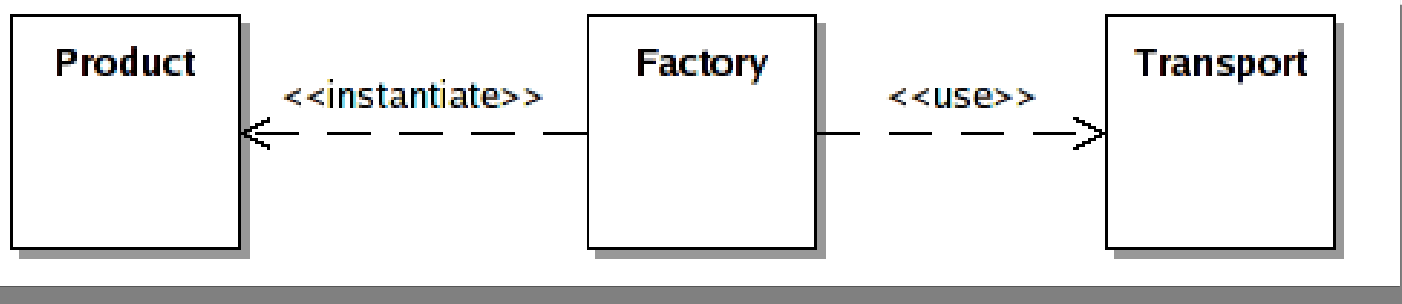 Product
<<instantiate>>
Factory
<<use>>
Transport